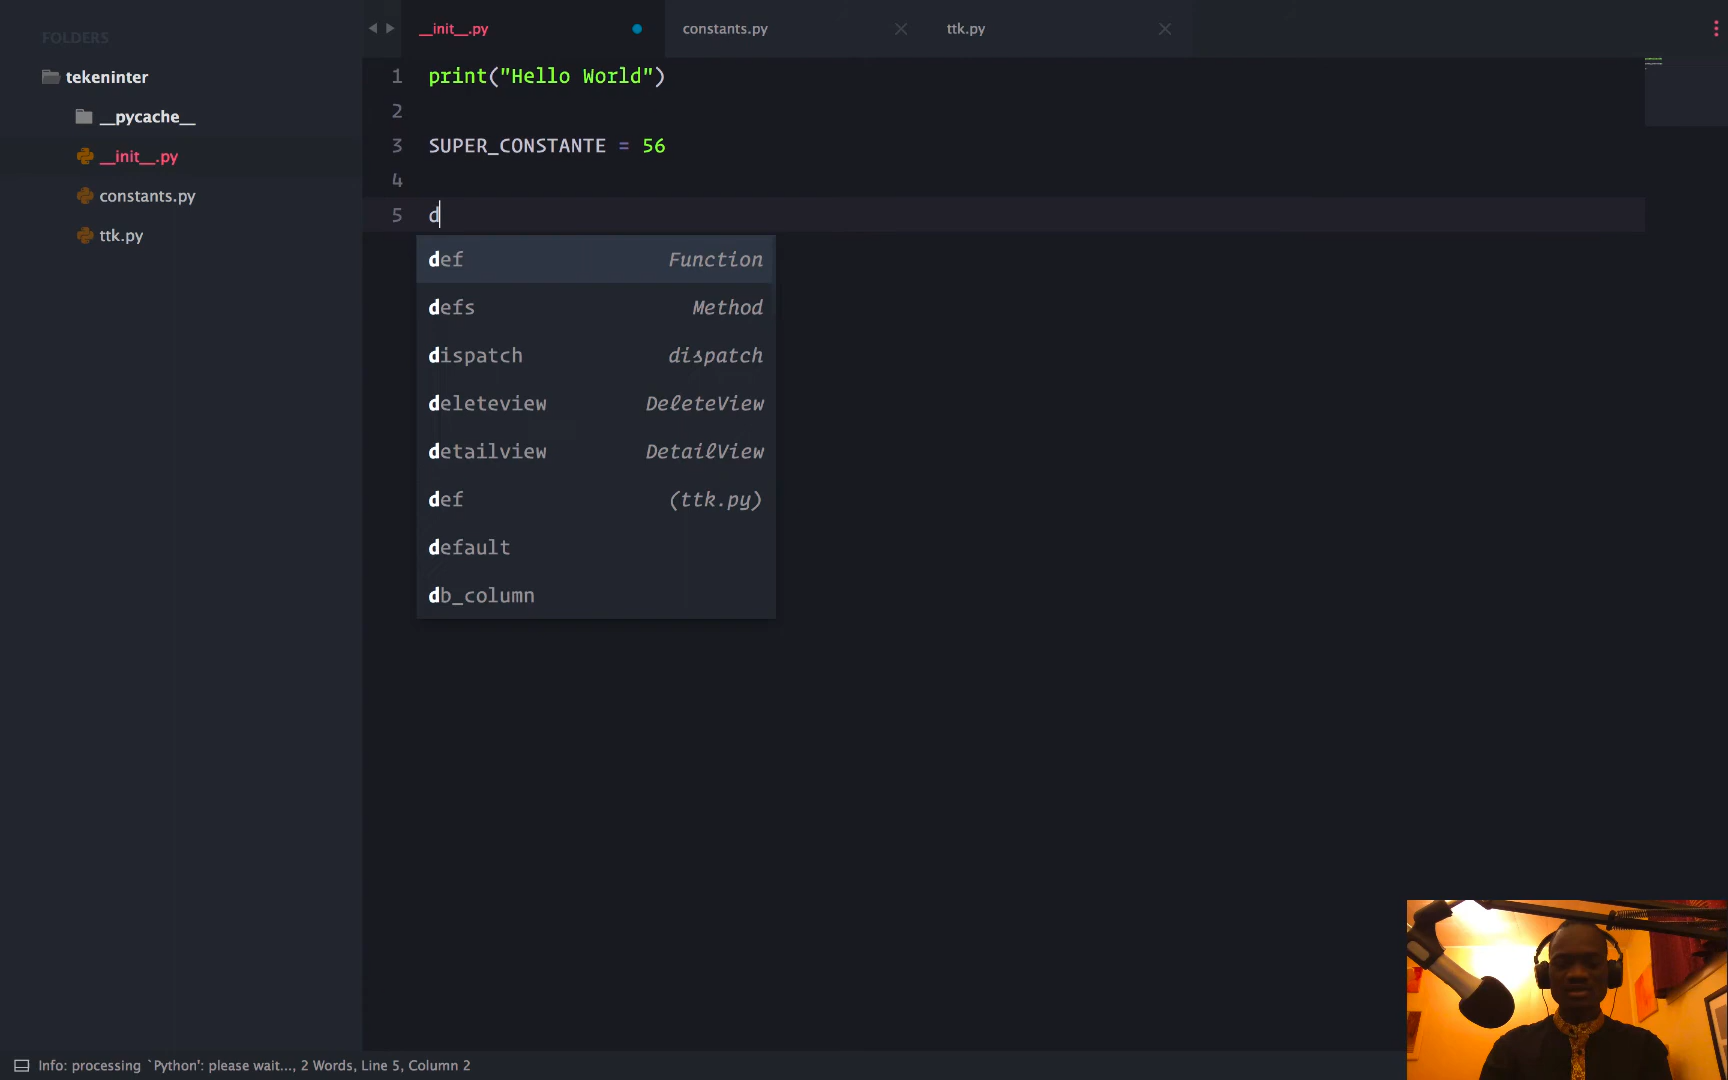 FOLDERS
tekeninter
__pycache__
__init__.py
constants.py
ttk.py
__init__.py
constants.py
ttk.py
1 print("Hello World")
2
3 SUPER_CONSTANTE = 56
4
5 d
def Function
defs Method
dispatch dispatch
deleteview DeleteView
detailview DetailView
def (ttk.py)
default
db_column
Info: processing `Python': please wait..., 2 Words, Line 5, Column 2